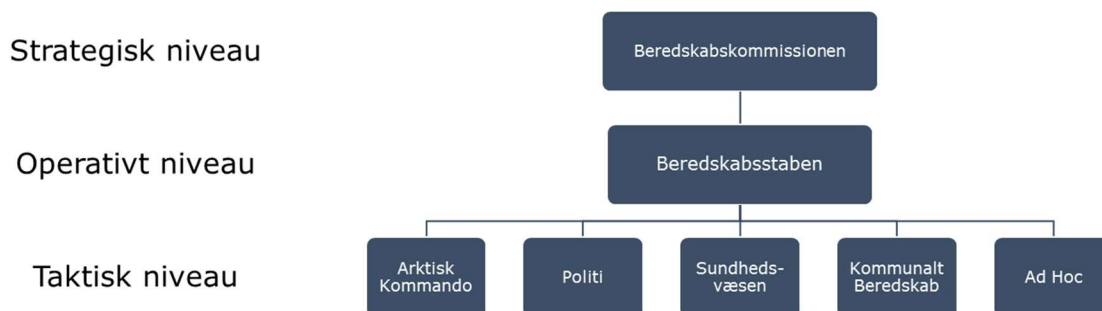 Strategisk niveau
Beredskabskommissionen
Operativt niveau
Beredskabsstaben
Taktisk niveau
Arktisk
Kommando
Politi
Sundheds-
væsen
Kommunalt
Beredskab
Ad Hoc